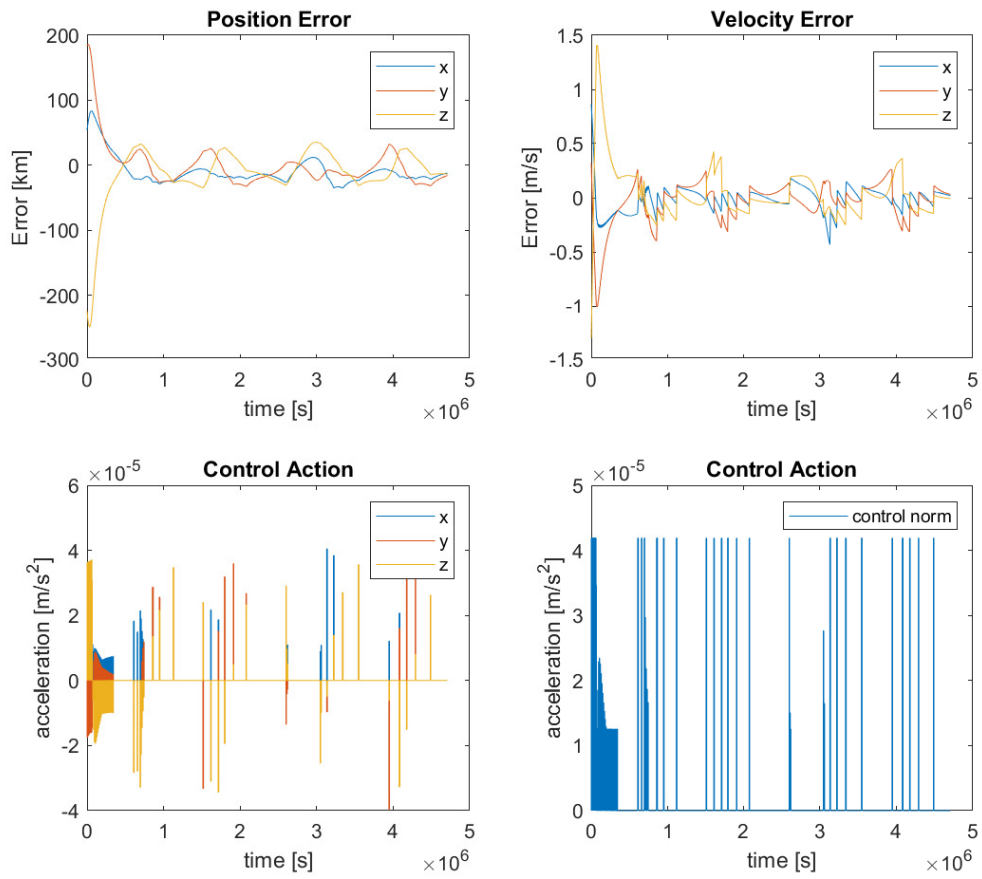 Position Error
200
100
0
-100
-200
-300
Error [km]
x
y
z
0 1 2 3 4 5
time [s]
×10^6
Velocity Error
1.5
1
0.5
0
-0.5
-1
-1.5
Error [m/s]
x
y
z
0 1 2 3 4 5
time [s]
×10^6
×10^-5
Control Action
6
4
2
0
-2
-4
acceleration [m/s^2]
x
y
z
0 1 2 3 4 5
time [s]
×10^6
×10^-5
Control Action
5
4
3
2
1
0
acceleration [m/s^2]
control norm
0 1 2 3 4 5
time [s]
×10^6